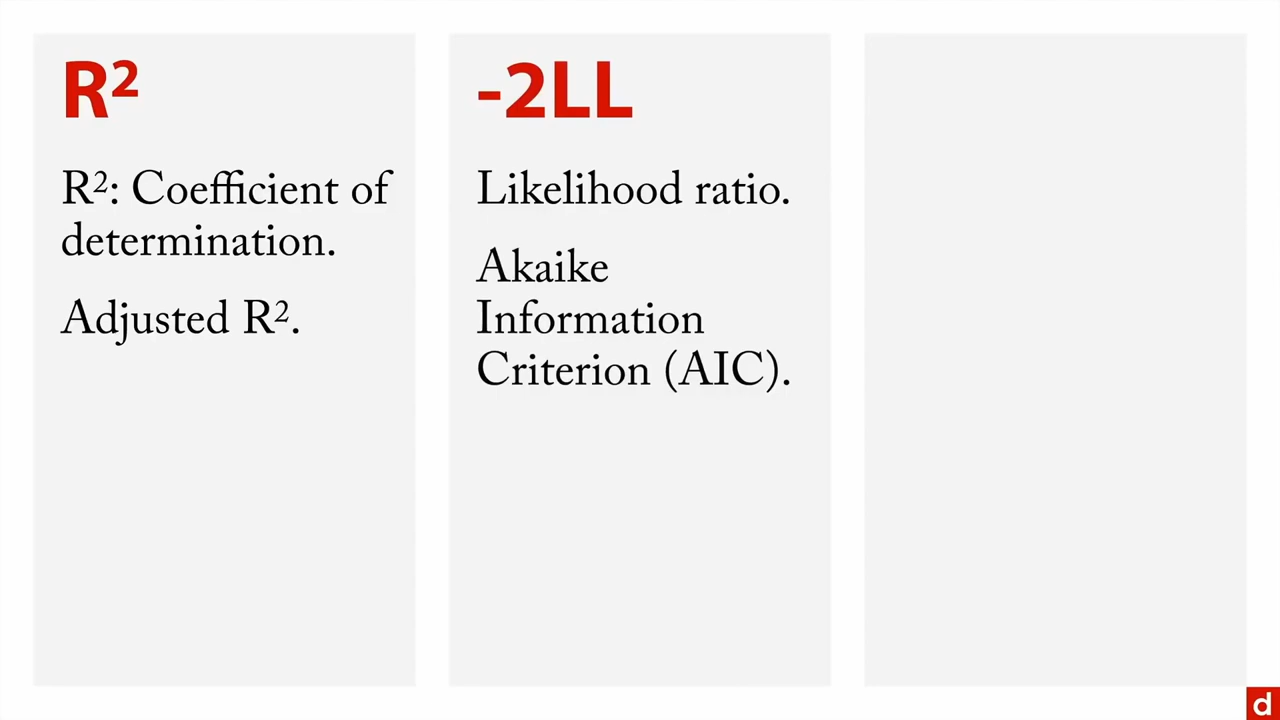 R²
R²: Coefficient of
determination.
Adjusted R².
-2LL
Likelihood ratio.
Akaike
Information
Criterion (AIC).
d